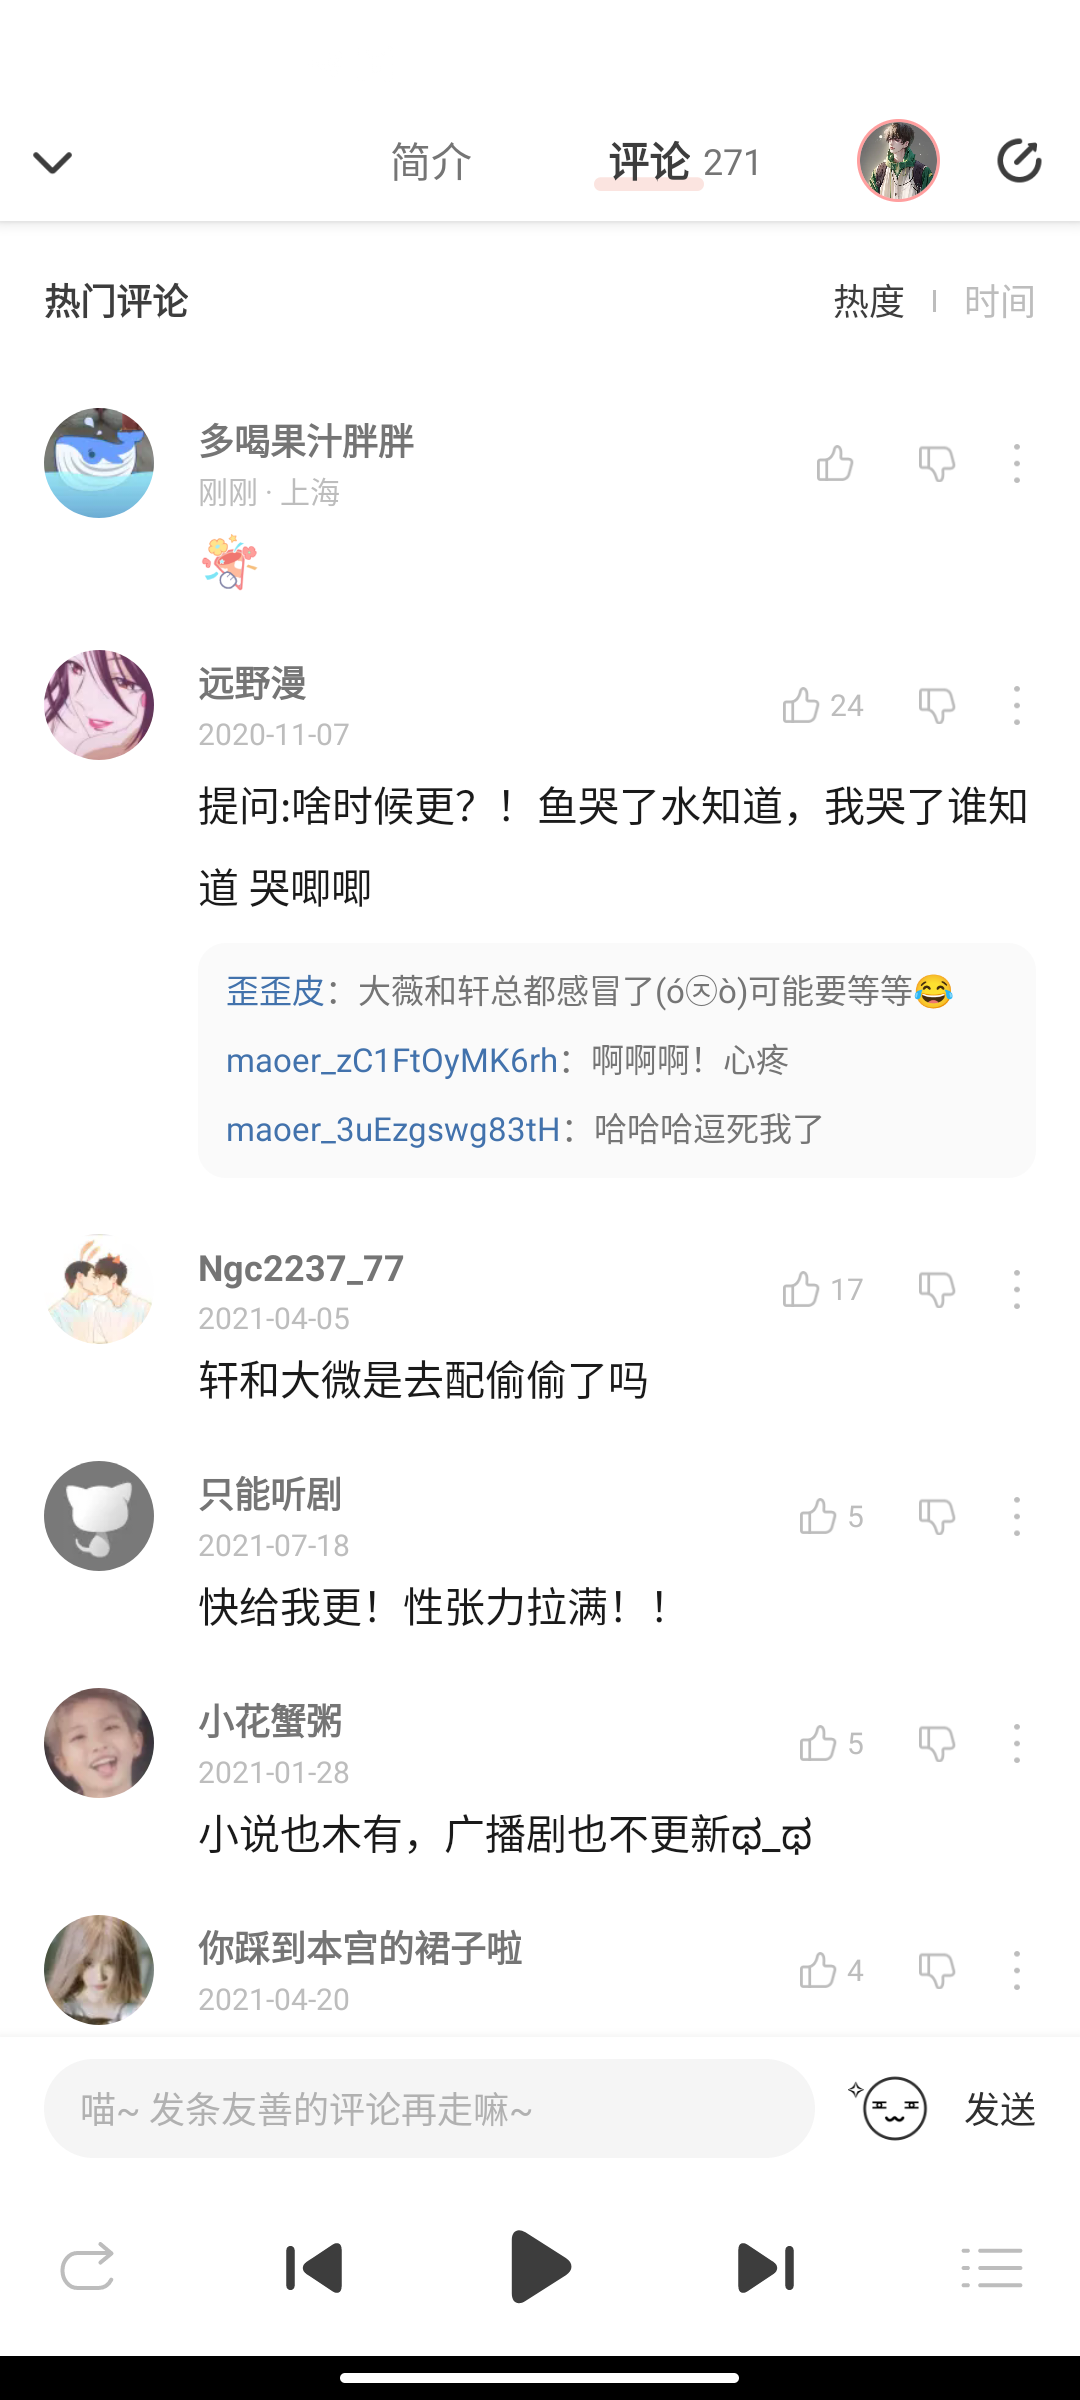 简介
评论 271
热门评论
热度 | 时间
多喝果汁胖胖
刚刚 · 上海
远野漫
24
2020-11-07
提问:啥时候更？！鱼哭了水知道，我哭了谁知
道 哭唧唧
歪歪皮：大薇和轩总都感冒了(ó㉨ò)可能要等等😂
maoer_zC1FtOyMK6rh：啊啊啊！心疼
maoer_3uEzgswg83tH：哈哈哈逗死我了
Ngc2237_77
17
2021-04-05
轩和大微是去配偷偷了吗
只能听剧
5
2021-07-18
快给我更！性张力拉满！！
小花蟹粥
5
2021-01-28
小说也木有，广播剧也不更新ಥ_ಥ
你踩到本宫的裙子啦
4
2021-04-20
喵~ 发条友善的评论再走嘛~
发送